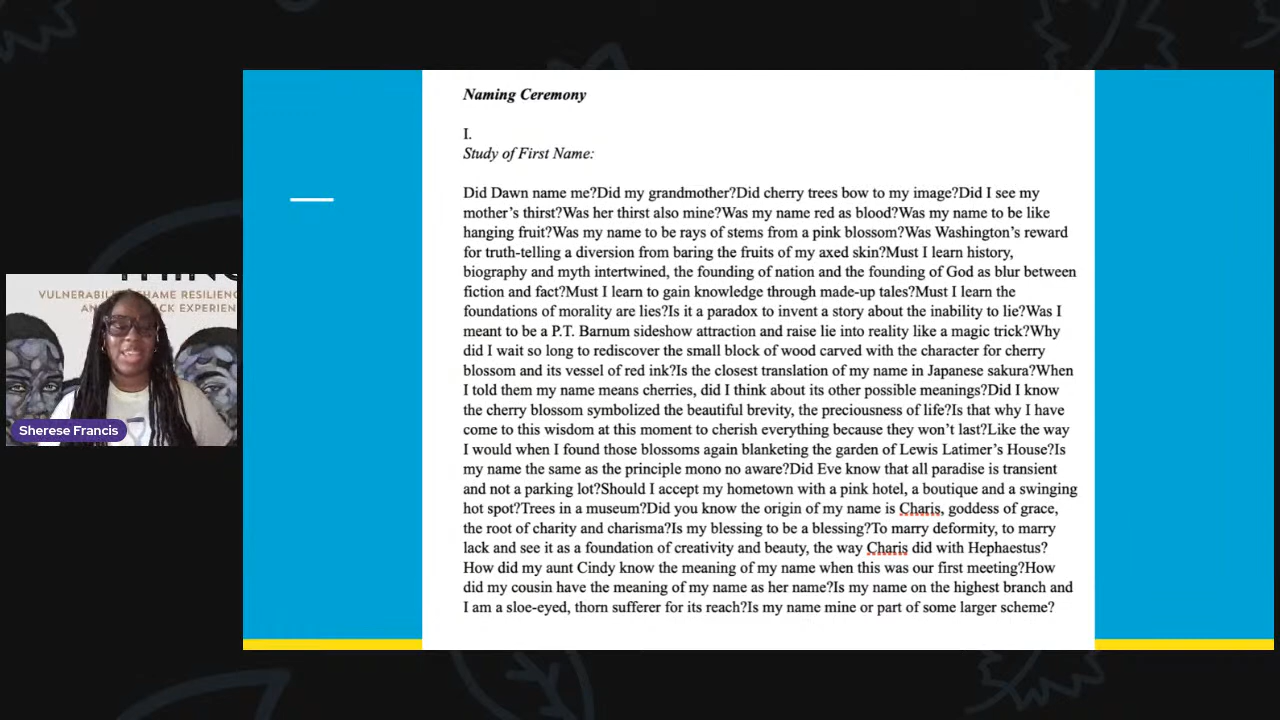 Naming Ceremony
I.
Study of First Name:
Did Dawn name me?Did my grandmother?Did cherry trees bow to my image?Did I see my
mother's thirst?Was her thirst also mine?Was my name red as blood?Was my name to be like
hanging fruit?Was my name to be rays of stems from a pink blossom?Was Washington's reward
for truth-telling a diversion from baring the fruits of my axed skin?Must I learn history,
biography and myth intertwined, the founding of nation and the founding of God as blur between
fiction and fact?Must I learn to gain knowledge through made-up tales?Must I learn the
foundations of morality are lies?Is it a paradox to invent a story about the inability to lie?Was I
meant to be a P.T. Barnum sideshow attraction and raise lie into reality like a magic trick?Why
did I wait so long to rediscover the small block of wood carved with the character for cherry
blossom and its vessel of red ink?Is the closest translation of my name in Japanese sakura?When
I told them my name means cherries, did I think about its other possible meanings?Did I know
the cherry blossom symbolized the beautiful brevity, the preciousness of life?Is that why I have
come to this wisdom at this moment to cherish everything because they won't last?Like the way
I would when I found those blossoms again blanketing the garden of Lewis Latimer's House?Is
my name the same as the principle mono no aware?Did Eve know that all paradise is transient
and not a parking lot?Should I accept my hometown with a pink hotel, a boutique and a swinging
hot spot?Trees in a museum?Did you know the origin of my name is Charis, goddess of grace,
the root of charity and charisma?Is my blessing to be a blessing?To marry deformity, to marry
lack and see it as a foundation of creativity and beauty, the way Charis did with Hephaestus?
How did my aunt Cindy know the meaning of my name when this was our first meeting?How
did my cousin have the meaning of my name as her name?Is my name on the highest branch and
I am a sloe-eyed, thorn sufferer for its reach?Is my name mine or part of some larger scheme?
VULNERABIL SHAME RESILIENC
AN CK EXPERIEN
Sherese Francis